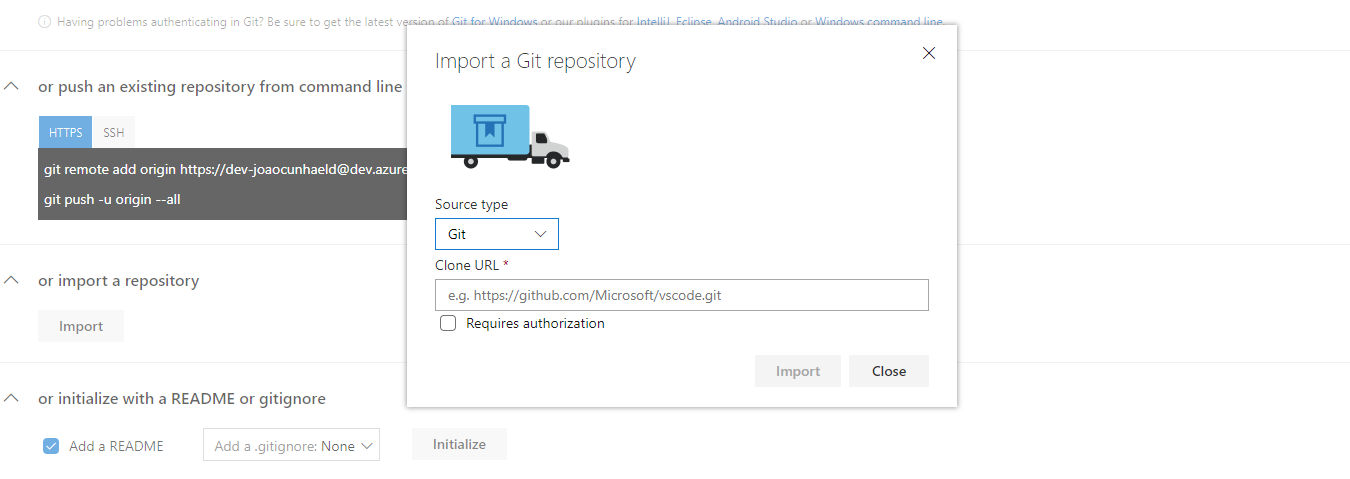 Having problems authenticating in Git? Be sure to get the latest version of Git for Windows or our plugins for IntelliJ, Eclipse, Android Studio or Windows command line.
Import a Git repository
or push an existing repository from command line
HTTPS SSH
git remote add origin https://dev-joaocunhaeld@dev.azure
git push -u origin --all
Source type
Git
Clone URL *
e.g. https://github.com/Microsoft/vscode.git
Requires authorization
Import Close
or import a repository
Import
or initialize with a README or gitignore
Add a README Add a .gitignore: None Initialize